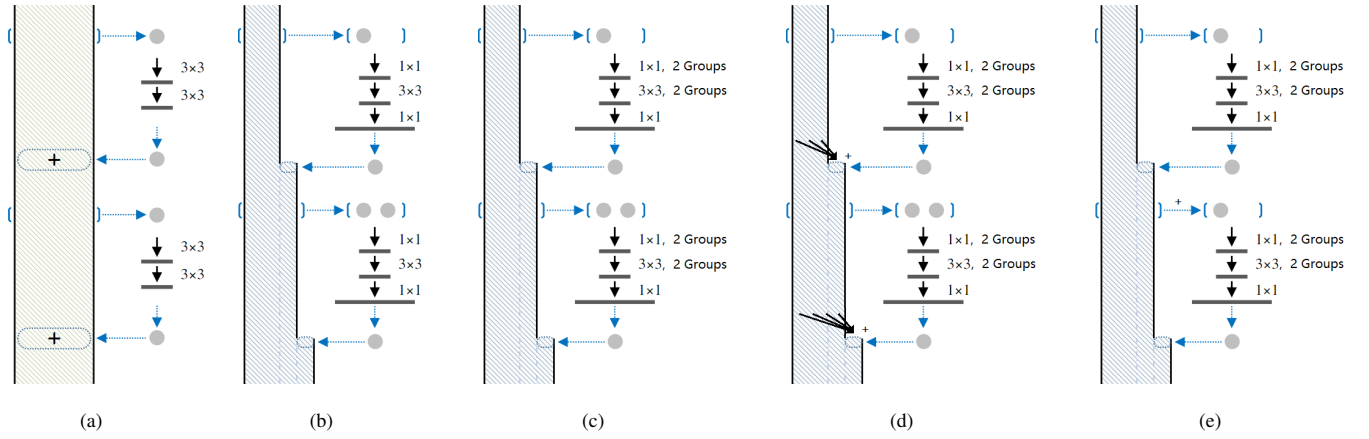 3×3
3×3
+
3×3
3×3
+
(a)
1×1
3×3
1×1
1×1
3×3
1×1
(b)
1×1, 2 Groups
3×3, 2 Groups
1×1
1×1, 2 Groups
3×3, 2 Groups
1×1
(c)
1×1, 2 Groups
3×3, 2 Groups
1×1
+
1×1, 2 Groups
3×3, 2 Groups
1×1
+
(d)
1×1, 2 Groups
3×3, 2 Groups
1×1
+
1×1, 2 Groups
3×3, 2 Groups
1×1
(e)